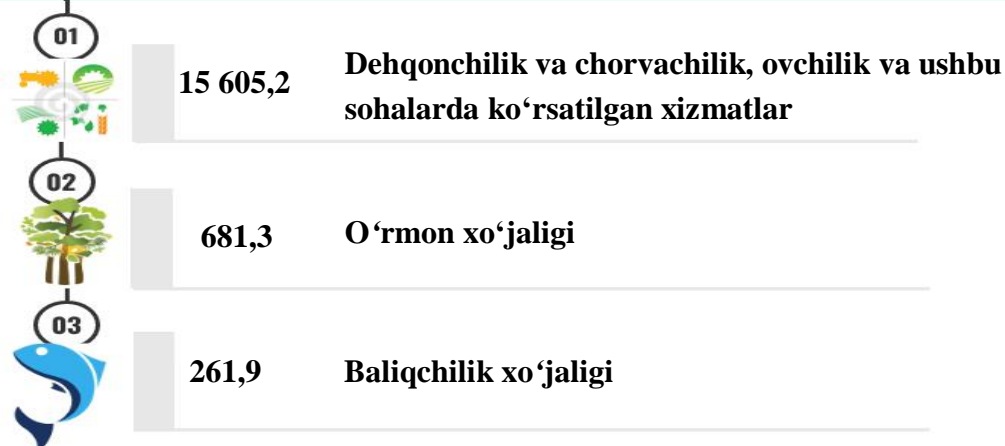 01
15 605,2
Dehqonchilik va chorvachilik, ovchilik va ushbu
sohalarda ko‘rsatilgan xizmatlar
02
681,3
O‘rmon xo‘jaligi
03
261,9
Baliqchilik xo‘jaligi